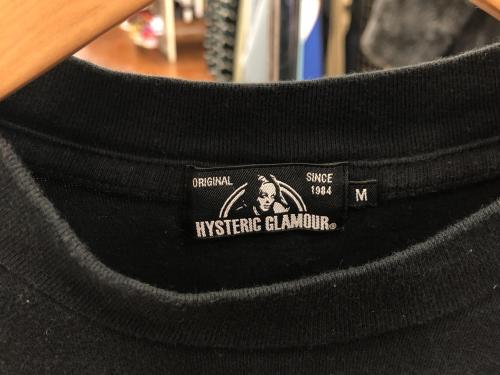 ORIGINAL
SINCE
1984
HYSTERIC GLAMOUR®
M